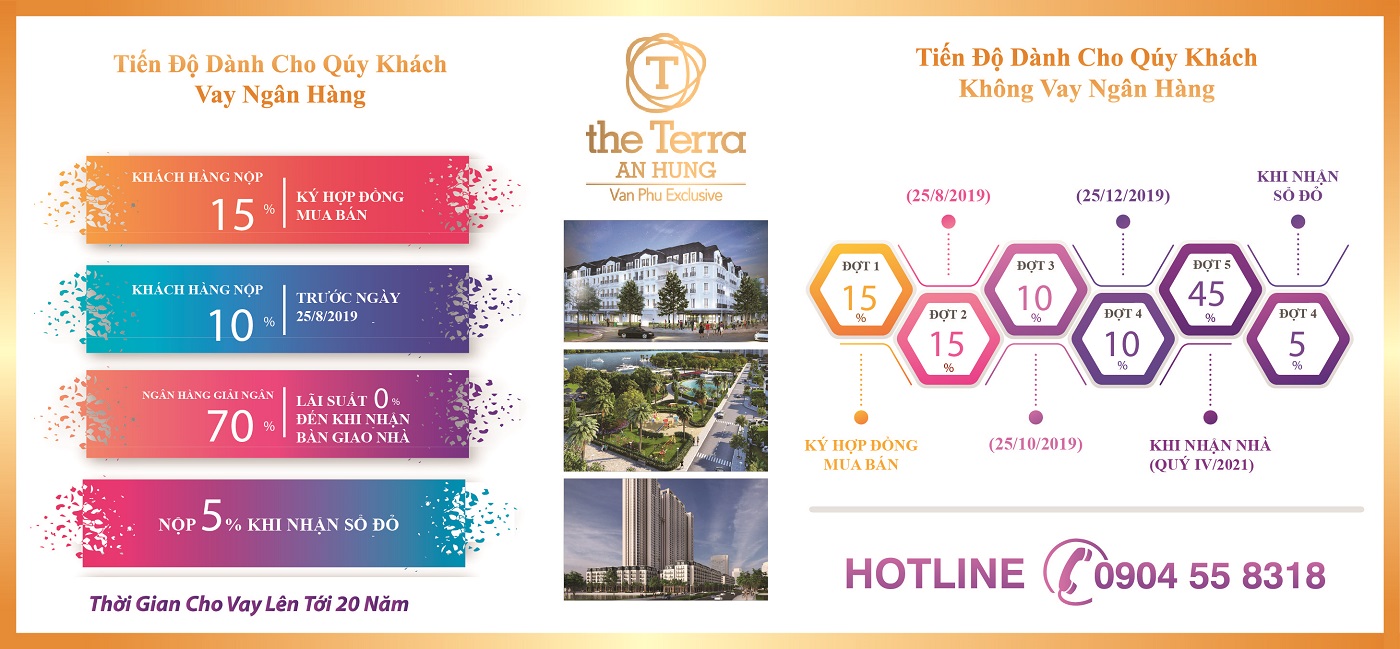 Tiến Độ Dành Cho Qúy Khách
Vay Ngân Hàng
KHÁCH HÀNG NỘP
15 %
KÝ HỢP ĐỒNG
MUA BÁN
KHÁCH HÀNG NỘP
10 %
TRƯỚC NGÀY
25/8/2019
NGÂN HÀNG GIẢI NGÂN
70 %
LÃI SUẤT 0 %
ĐẾN KHI NHẬN
BÀN GIAO NHÀ
NỘP 5% KHI NHẬN SỔ ĐỎ
Thời Gian Cho Vay Lên Tới 20 Năm
T
the Terra
AN HUNG
Van Phu Exclusive
Tiến Độ Dành Cho Qúy Khách
Không Vay Ngân Hàng
ĐỢT 1
15
%
KÝ HỢP ĐỒNG
MUA BÁN
(25/8/2019)
ĐỢT 2
15
%
ĐỢT 3
10
%
(25/10/2019)
(25/12/2019)
ĐỢT 4
10
%
ĐỢT 5
45
%
KHI NHẬN NHÀ
(QUÝ IV/2021)
KHI NHẬN
SỔ ĐỎ
ĐỢT 4
5
%
HOTLINE 0904 55 8318